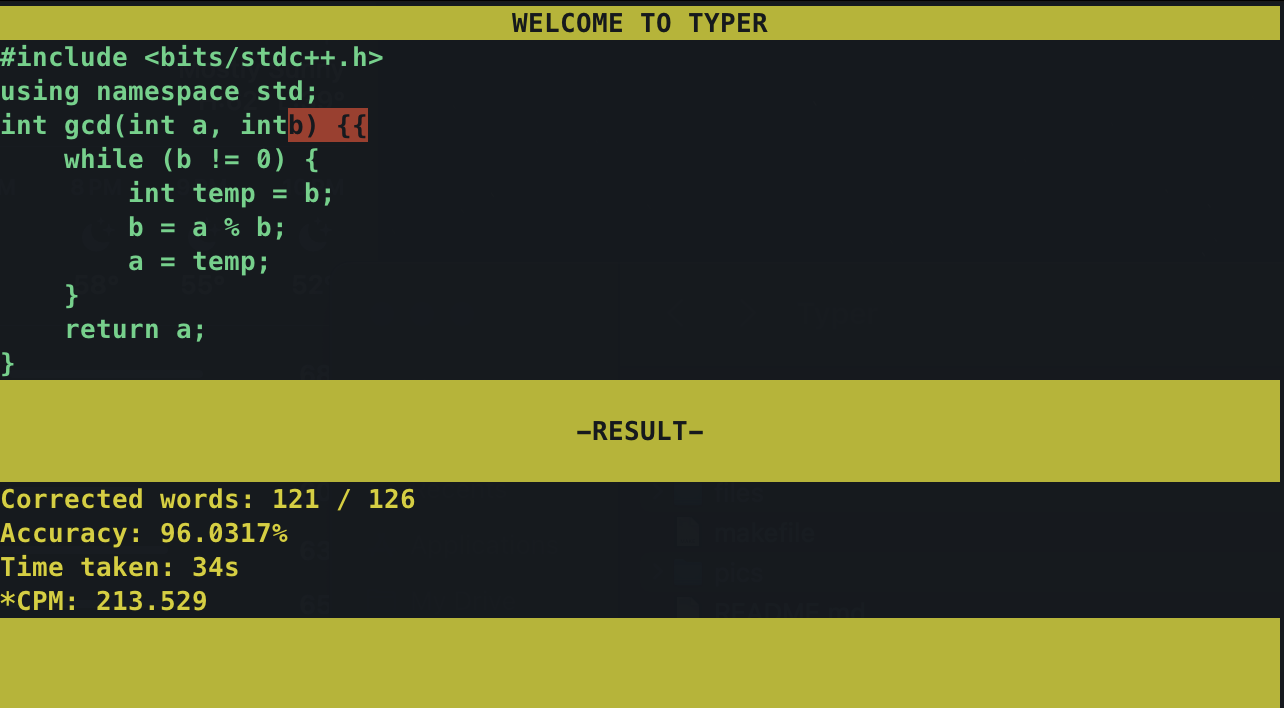 WELCOME TO TYPER
#include <bits/stdc++.h>
using namespace std;
int gcd(int a, intb) {{
    while (b != 0) {
        int temp = b;
        b = a % b;
        a = temp;
    }
    return a;
}
-RESULT-
Corrected words: 121 / 126
Accuracy: 96.0317%
Time taken: 34s
*CPM: 213.529